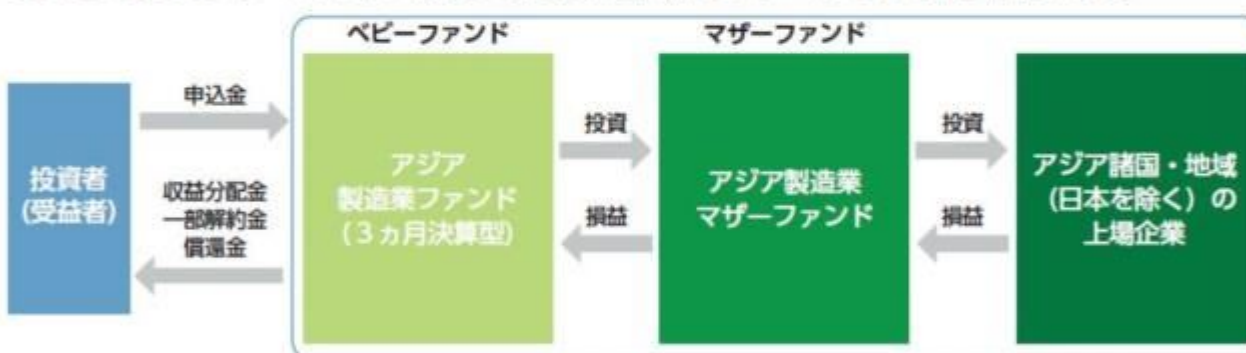 ベビーファンド
マザーファンド
投資者
(受益者)
申込金
収益分配金
一部解約金
償還金
アジア
製造業ファンド
(3ヵ月決算型)
投資
損益
アジア製造業
マザーファンド
投資
損益
アジア諸国・地域
(日本を除く)の
上場企業